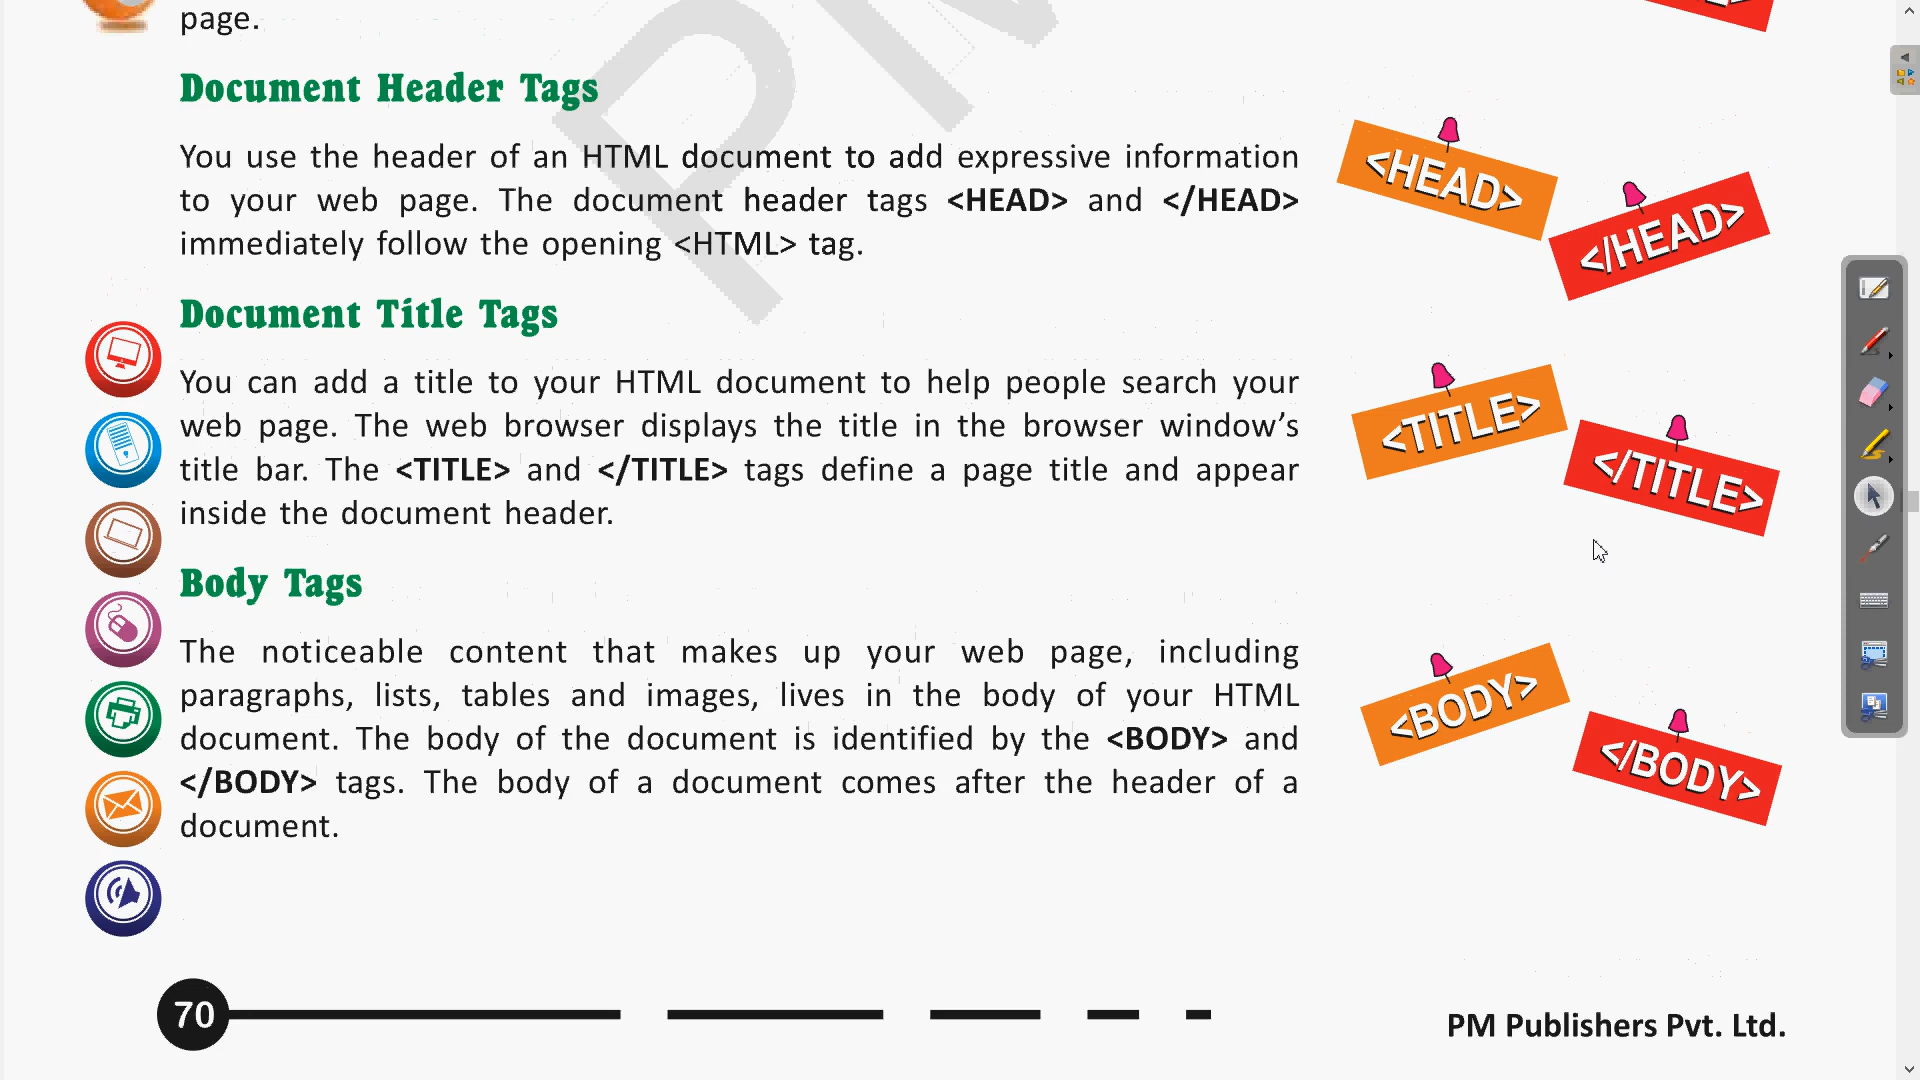 page.
Document Header Tags
You use the header of an HTML document to add expressive information
to your web page. The document header tags <HEAD> and </HEAD>
immediately follow the opening <HTML> tag.
<HEAD>
</HEAD>
Document Title Tags
You can add a title to your HTML document to help people search your
web page. The web browser displays the title in the browser window's
title bar. The <TITLE> and </TITLE> tags define a page title and appear
inside the document header.
<TITLE>
</TITLE>
Body Tags
The noticeable content that makes up your web page, including
paragraphs, lists, tables and images, lives in the body of your HTML
document. The body of the document is identified by the <BODY> and
</BODY> tags. The body of a document comes after the header of a
document.
<BODY>
</BODY>
70
PM Publishers Pvt. Ltd.